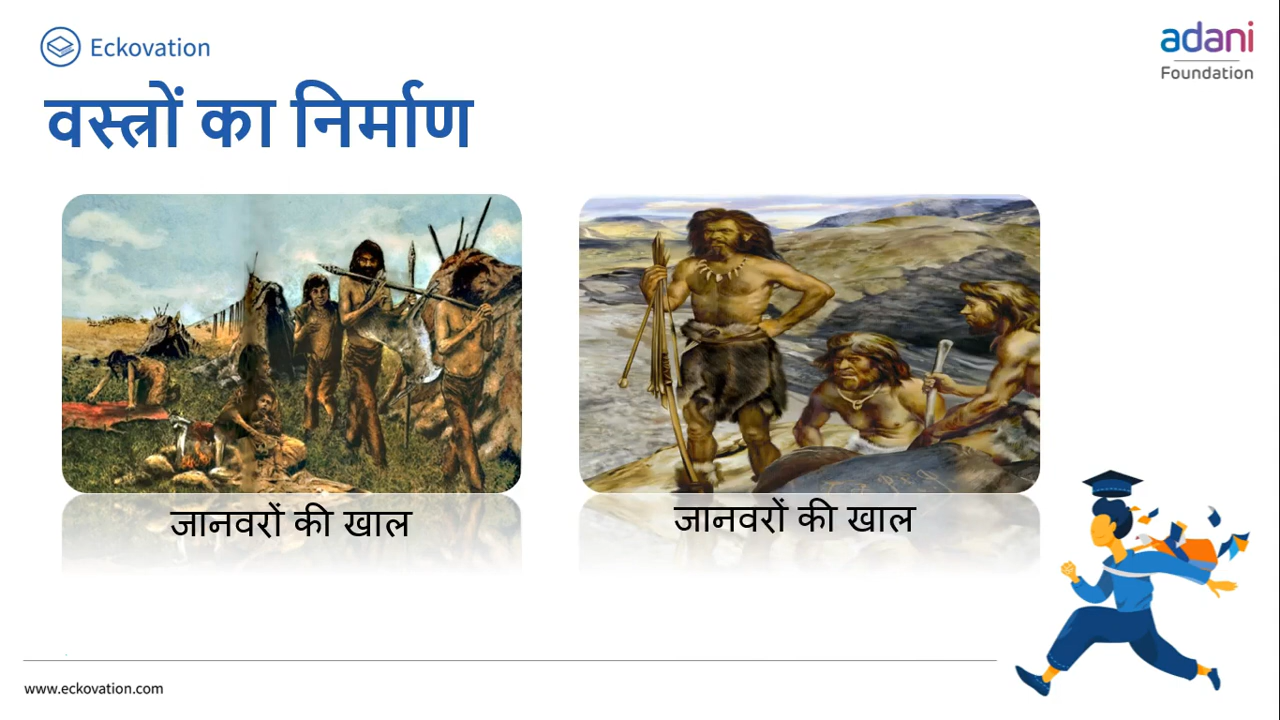 Eckovation
adani
Foundation
वस्त्रों का निर्माण
जानवरों की खाल
जानवरों की खाल
www.eckovation.com